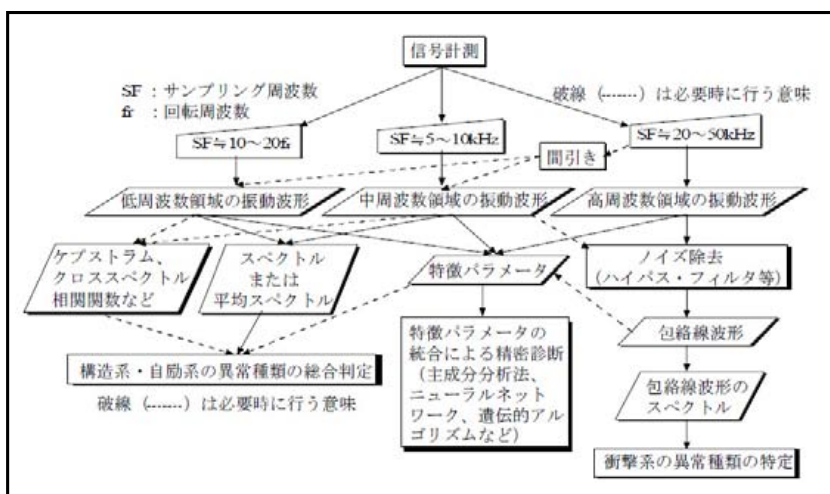 信号計測
SF：サンプリング周波数
fr：回転周波数
破線（-------）は必要時に行う意味
SF≒10～20fr
SF≒5～10kHz
SF≒20～50kHz
間引き
低周波数領域の振動波形
中周波数領域の振動波形
高周波数領域の振動波形
ケプストラム、
クロススペクトル
相関関数など
スペクトル
または
平均スペクトル
特徴パラメータ
ノイズ除去
（ハイパス・フィルタ等）
特徴パラメータの
統合による精密診断
（主成分分析法、
ニューラルネット
ワーク、遺伝的アル
ゴリズムなど）
包絡線波形
構造系・自励系の異常種類の総合判定
破線（-------）は必要時に行う意味
包絡線波形の
スペクトル
衝撃系の異常種類の特定